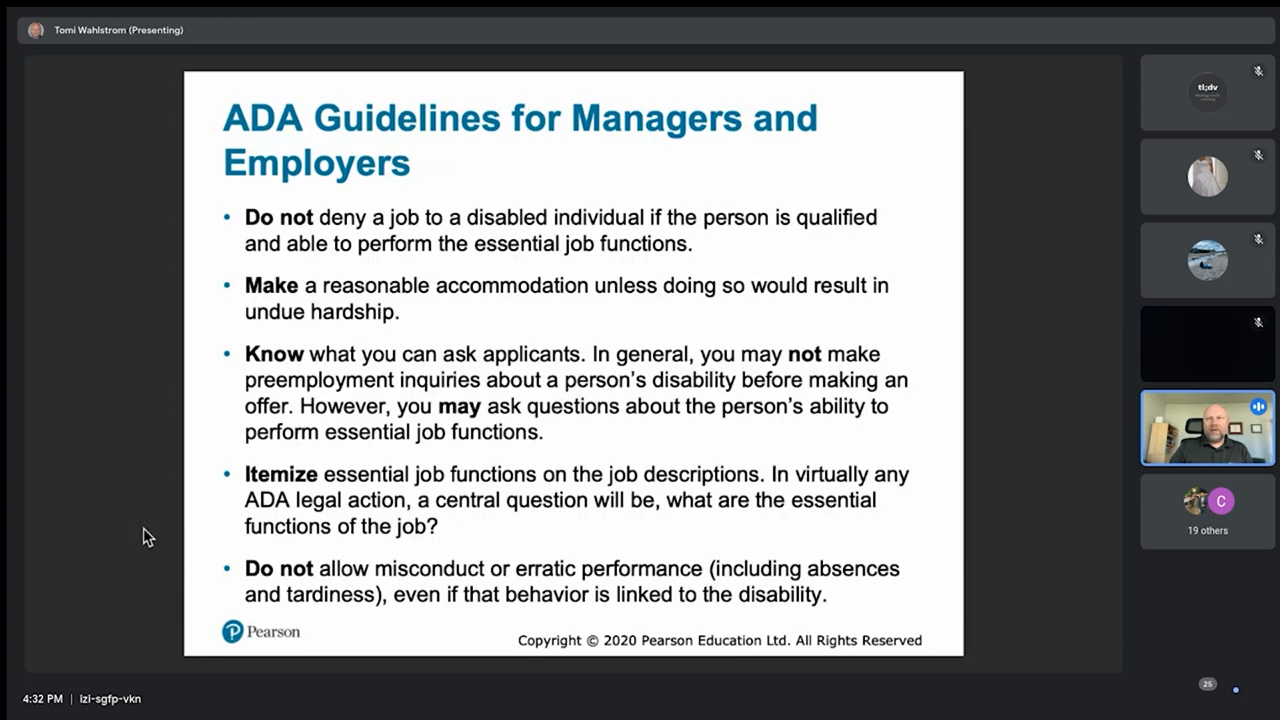 Tomi Wahlstrom (Presenting)
ADA Guidelines for Managers and
Employers
• Do not deny a job to a disabled individual if the person is qualified
and able to perform the essential job functions.
• Make a reasonable accommodation unless doing so would result in
undue hardship.
• Know what you can ask applicants. In general, you may not make
preemployment inquiries about a person's disability before making an
offer. However, you may ask questions about the person's ability to
perform essential job functions.
• Itemize essential job functions on the job descriptions. In virtually any
ADA legal action, a central question will be, what are the essential
functions of the job?
• Do not allow misconduct or erratic performance (including absences
and tardiness), even if that behavior is linked to the disability.
P Pearson
Copyright © 2020 Pearson Education Ltd. All Rights Reserved
tl;dv
C
19 others
4:32 PM | lzl-sgfp-vkn
25